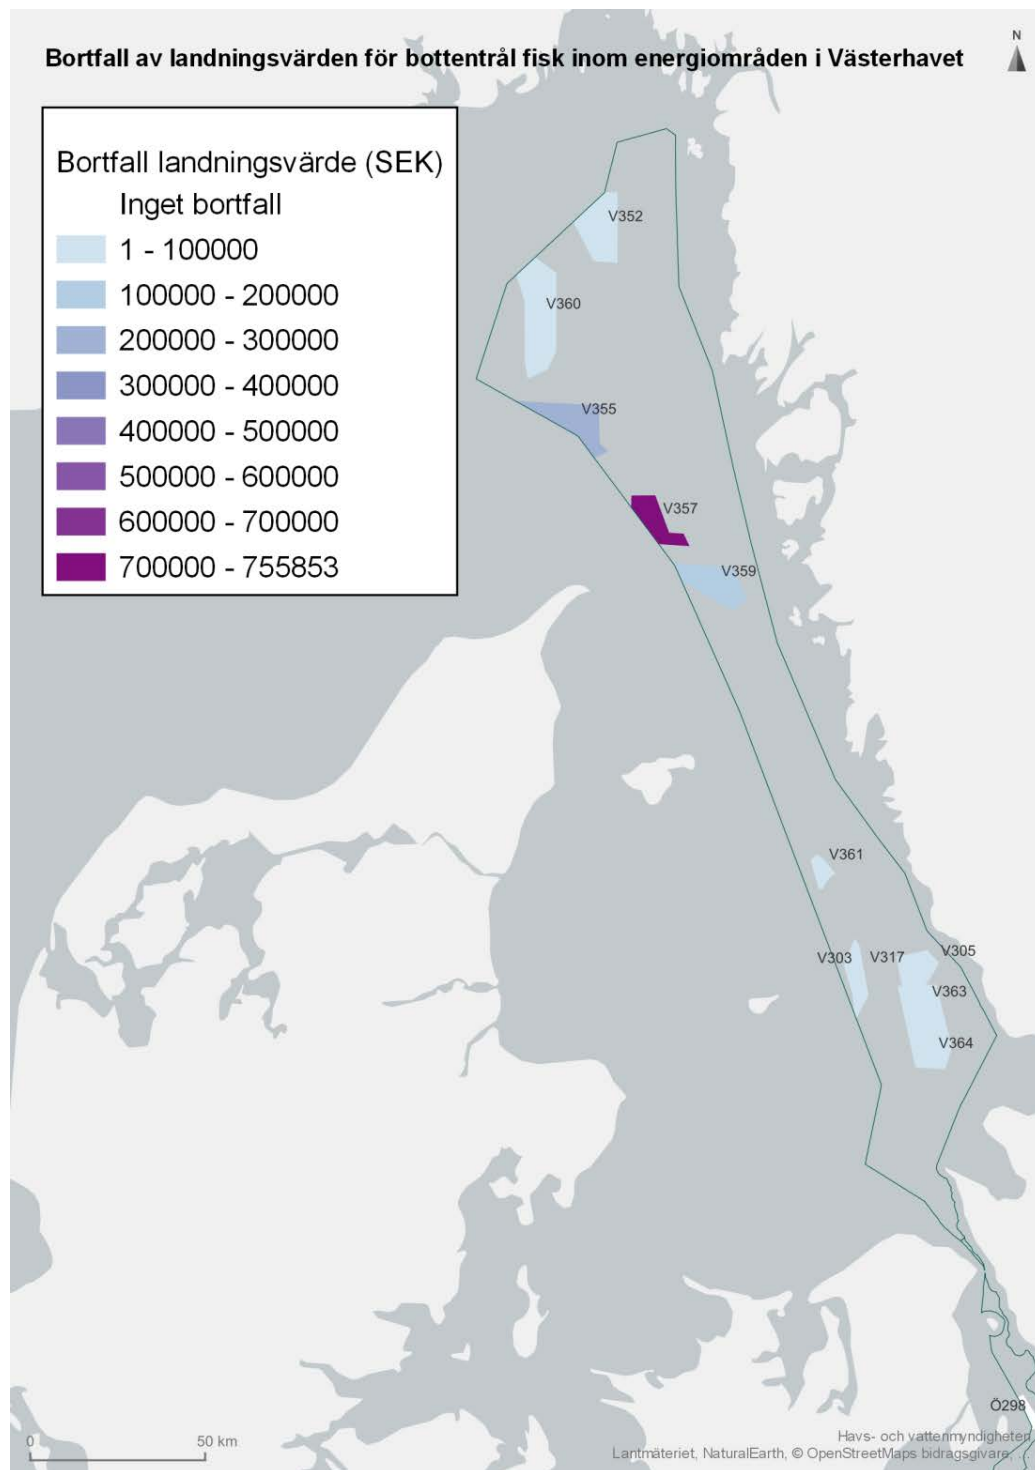 Bortfall av landningsvärden för bottentrål fisk inom energiområden i Västerhavet
N
Bortfall landningsvärde (SEK)
Inget bortfall
1 - 100000
100000 - 200000
200000 - 300000
300000 - 400000
400000 - 500000
500000 - 600000
600000 - 700000
700000 - 755853
V352
V360
V355
V357
V359
V361
V303
V317
V305
V363
V364
Ö298
0
50 km
Havs- och vattenmyndigheten
Lantmäteriet, NaturalEarth, © OpenStreetMaps bidragsgivare, ...